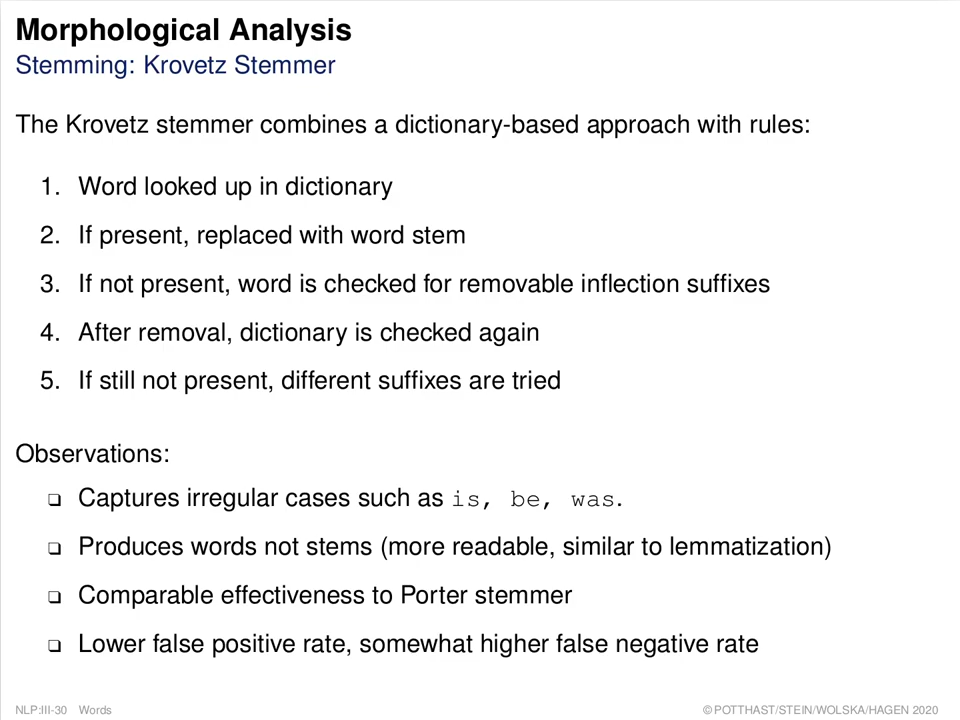 Morphological Analysis
Stemming: Krovetz Stemmer
The Krovetz stemmer combines a dictionary-based approach with rules:
1. Word looked up in dictionary
2. If present, replaced with word stem
3. If not present, word is checked for removable inflection suffixes
4. After removal, dictionary is checked again
5. If still not present, different suffixes are tried
Observations:
❑ Captures irregular cases such as is, be, was.
❑ Produces words not stems (more readable, similar to lemmatization)
❑ Comparable effectiveness to Porter stemmer
❑ Lower false positive rate, somewhat higher false negative rate
NLP:III-30 Words © POTTHAST/STEIN/WOLSKA/HAGEN 2020